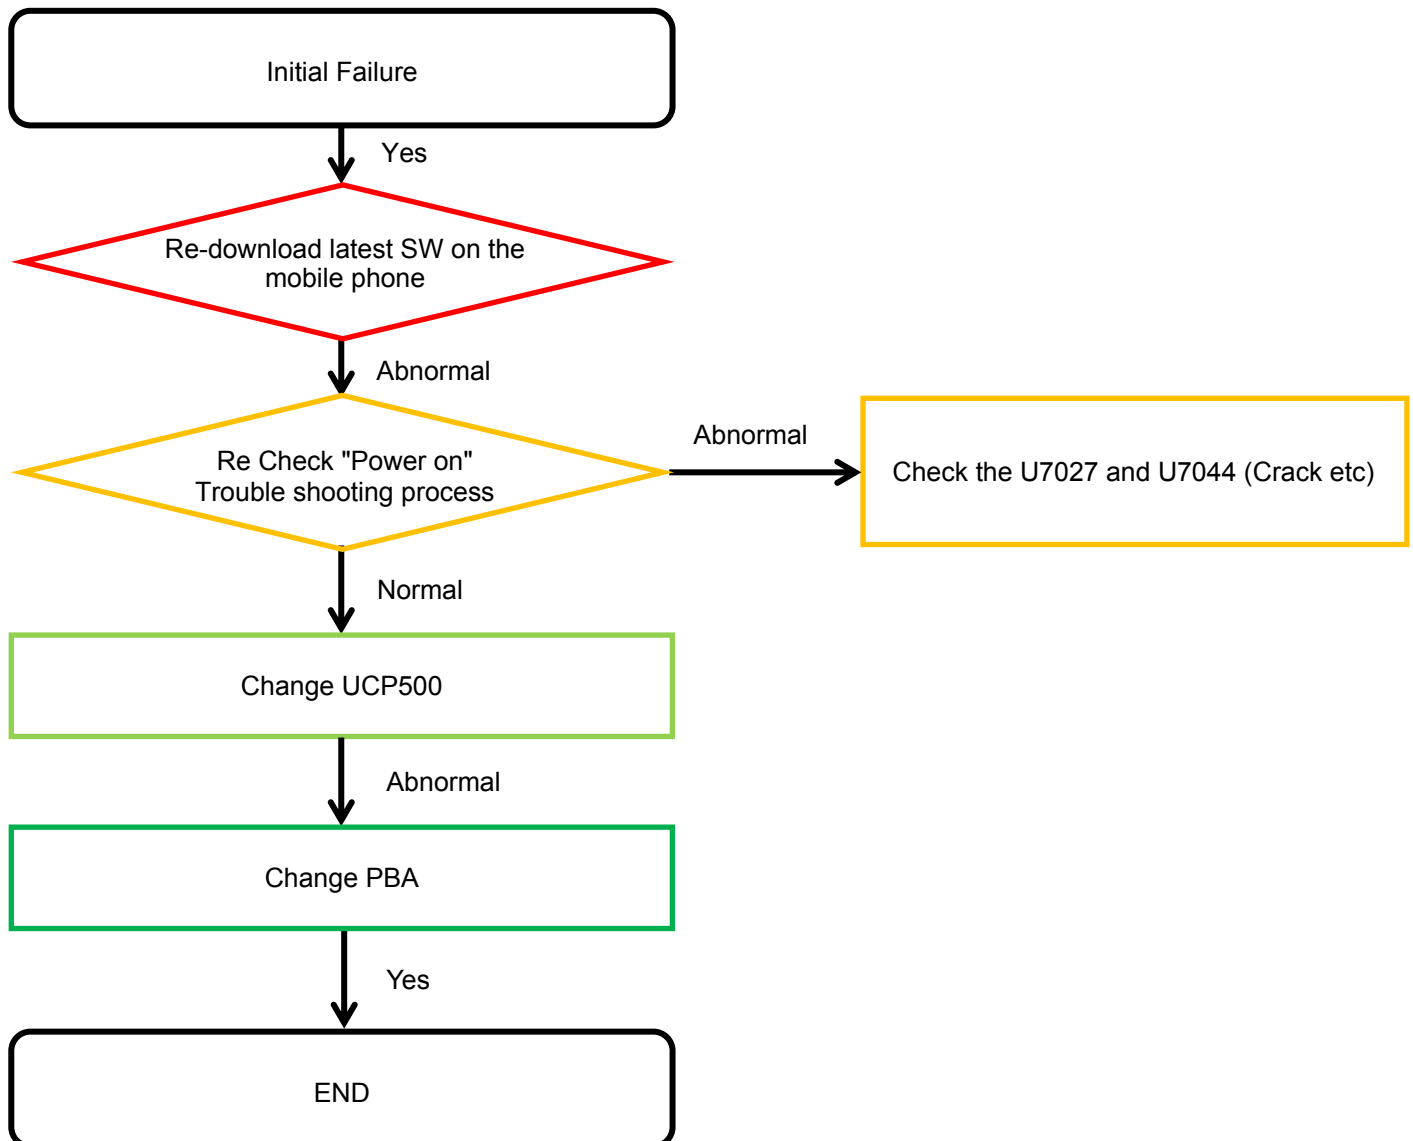 Initial Failure
Yes
Re-download latest SW on the
mobile phone
Abnormal
Re Check "Power on"
Trouble shooting process
Abnormal
Check the U7027 and U7044 (Crack etc)
Normal
Change UCP500
Abnormal
Change PBA
Yes
END